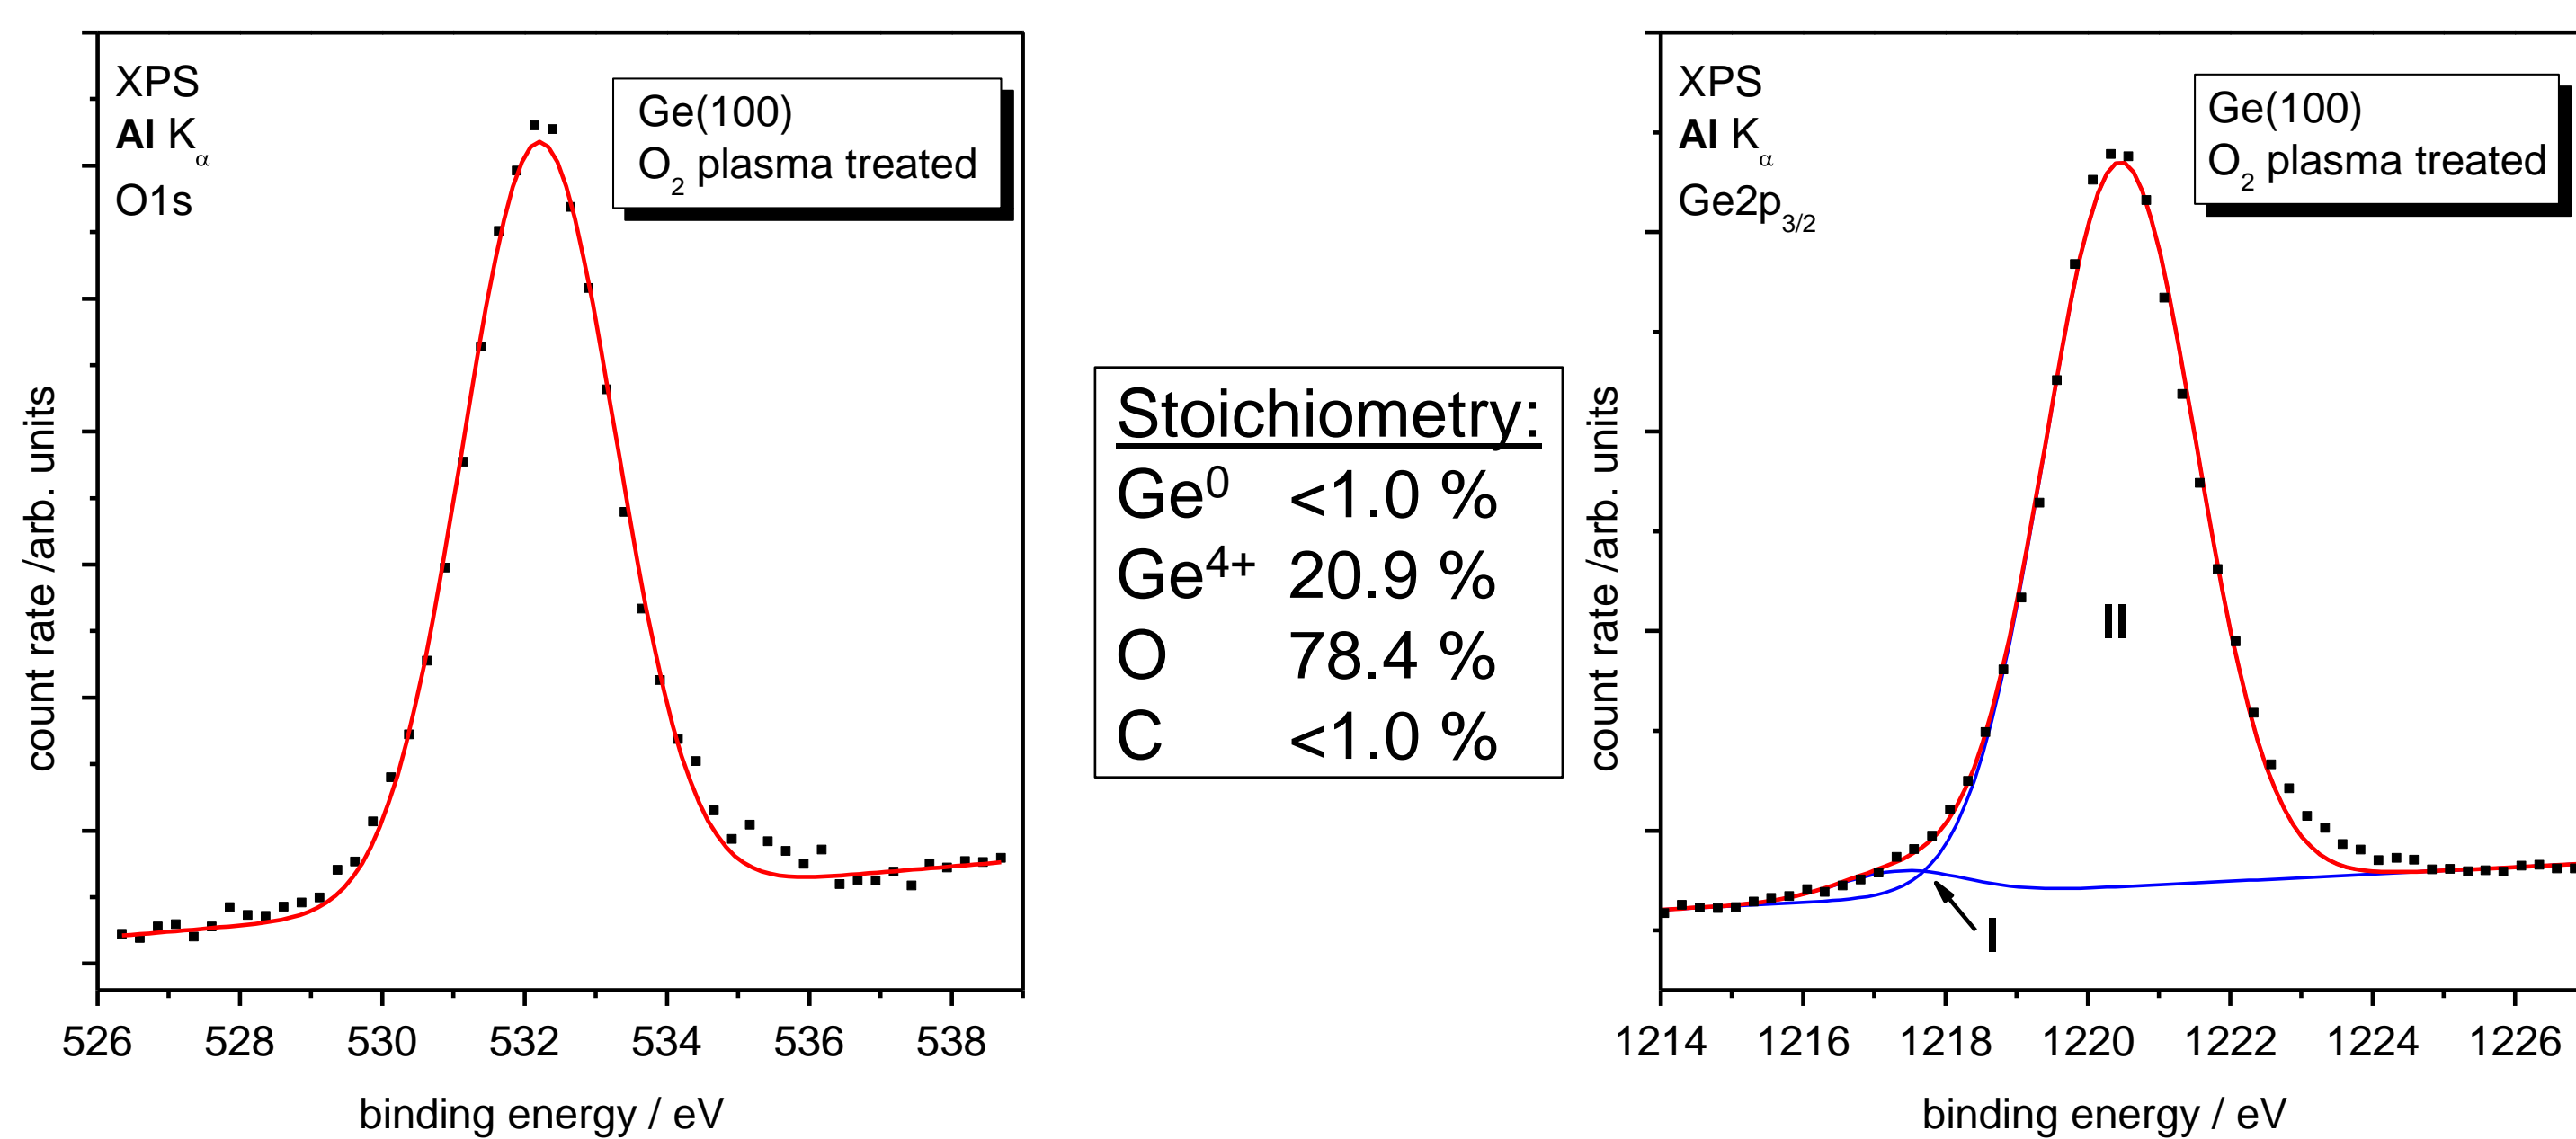 XPS
Al Kα
O1s
Ge(100)
O2 plasma treated
count rate /arb. units
526 528 530 532 534 536 538
binding energy / eV
Stoichiometry:
Ge0 <1.0 %
Ge4+ 20.9 %
O 78.4 %
C <1.0 %
XPS
Al Kα
Ge2p3/2
Ge(100)
O2 plasma treated
count rate /arb. units
II
I
1214 1216 1218 1220 1222 1224 1226
binding energy / eV